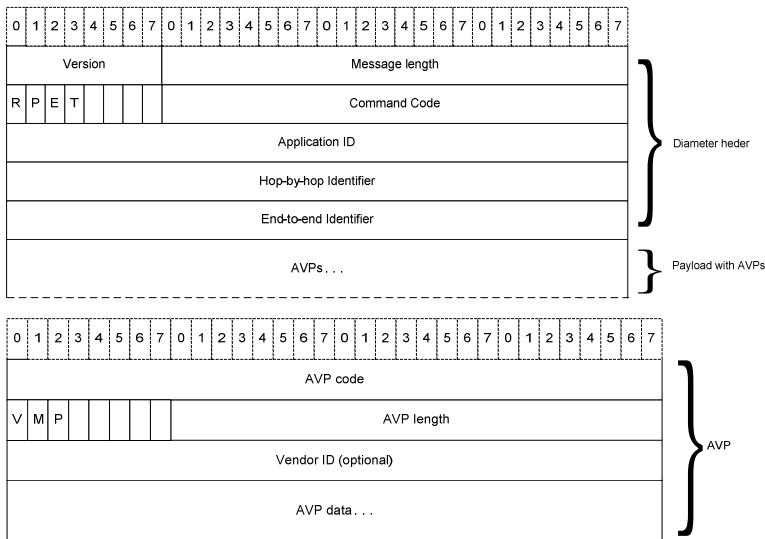 0 1 2 3 4 5 6 7 0 1 2 3 4 5 6 7 0 1 2 3 4 5 6 7 0 1 2 3 4 5 6 7
Version Message length
R P E T Command Code
Application ID
Hop-by-hop Identifier
End-to-end Identifier
Diameter heder
AVPs . . .
Payload with AVPs
0 1 2 3 4 5 6 7 0 1 2 3 4 5 6 7 0 1 2 3 4 5 6 7 0 1 2 3 4 5 6 7
AVP code
V M P AVP length
Vendor ID (optional)
AVP data . . .
AVP